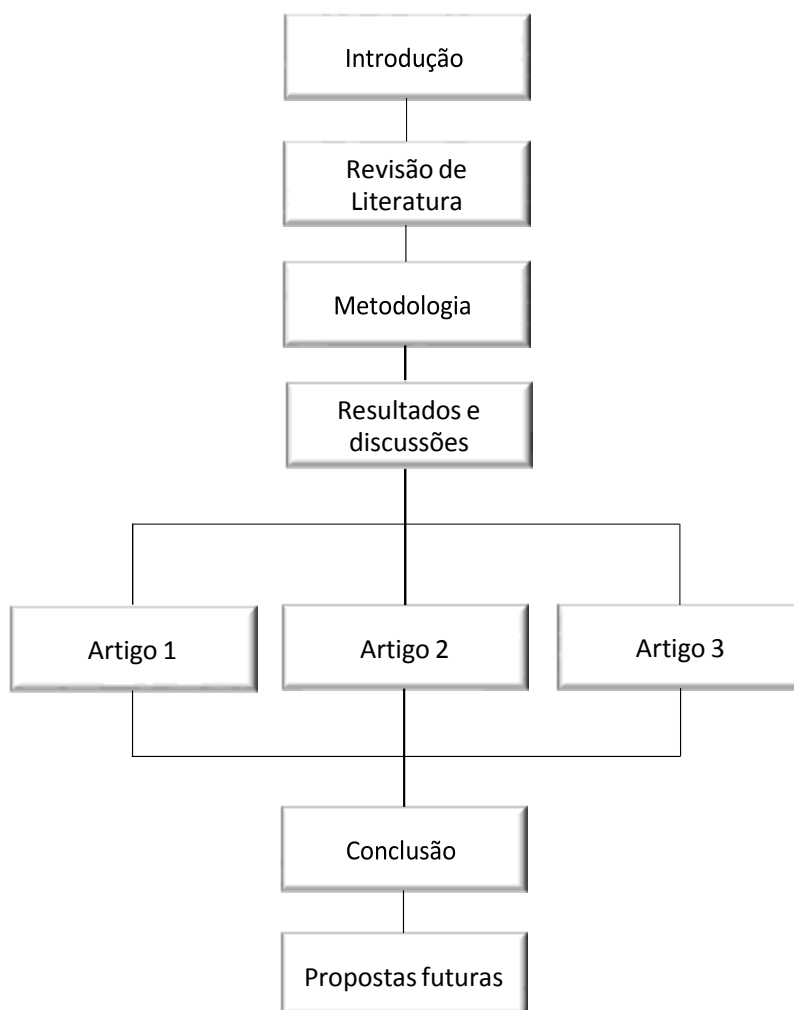 Introdução
Revisão de
Literatura
Metodologia
Resultados e
discussões
Artigo 1
Artigo 2
Artigo 3
Conclusão
Propostas futuras